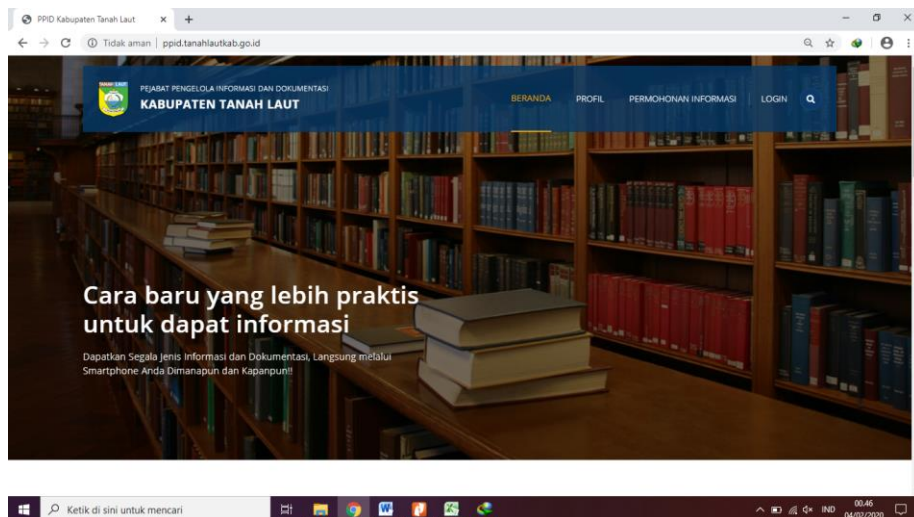 PPID Kabupaten Tanah Laut
Tidak aman | ppid.tanahlautkab.go.id
PEJABAT PENGELOLA INFORMASI DAN DOKUMENTASI
KABUPATEN TANAH LAUT
BERANDA PROFIL PERMOHONAN INFORMASI LOGIN
Cara baru yang lebih praktis
untuk dapat informasi
Dapatkan Segala Jenis Informasi dan Dokumentasi, Langsung melalui
Smartphone Anda Dimanapun dan Kapanpun!!
Ketik di sini untuk mencari
IND
00.46
04/02/2020